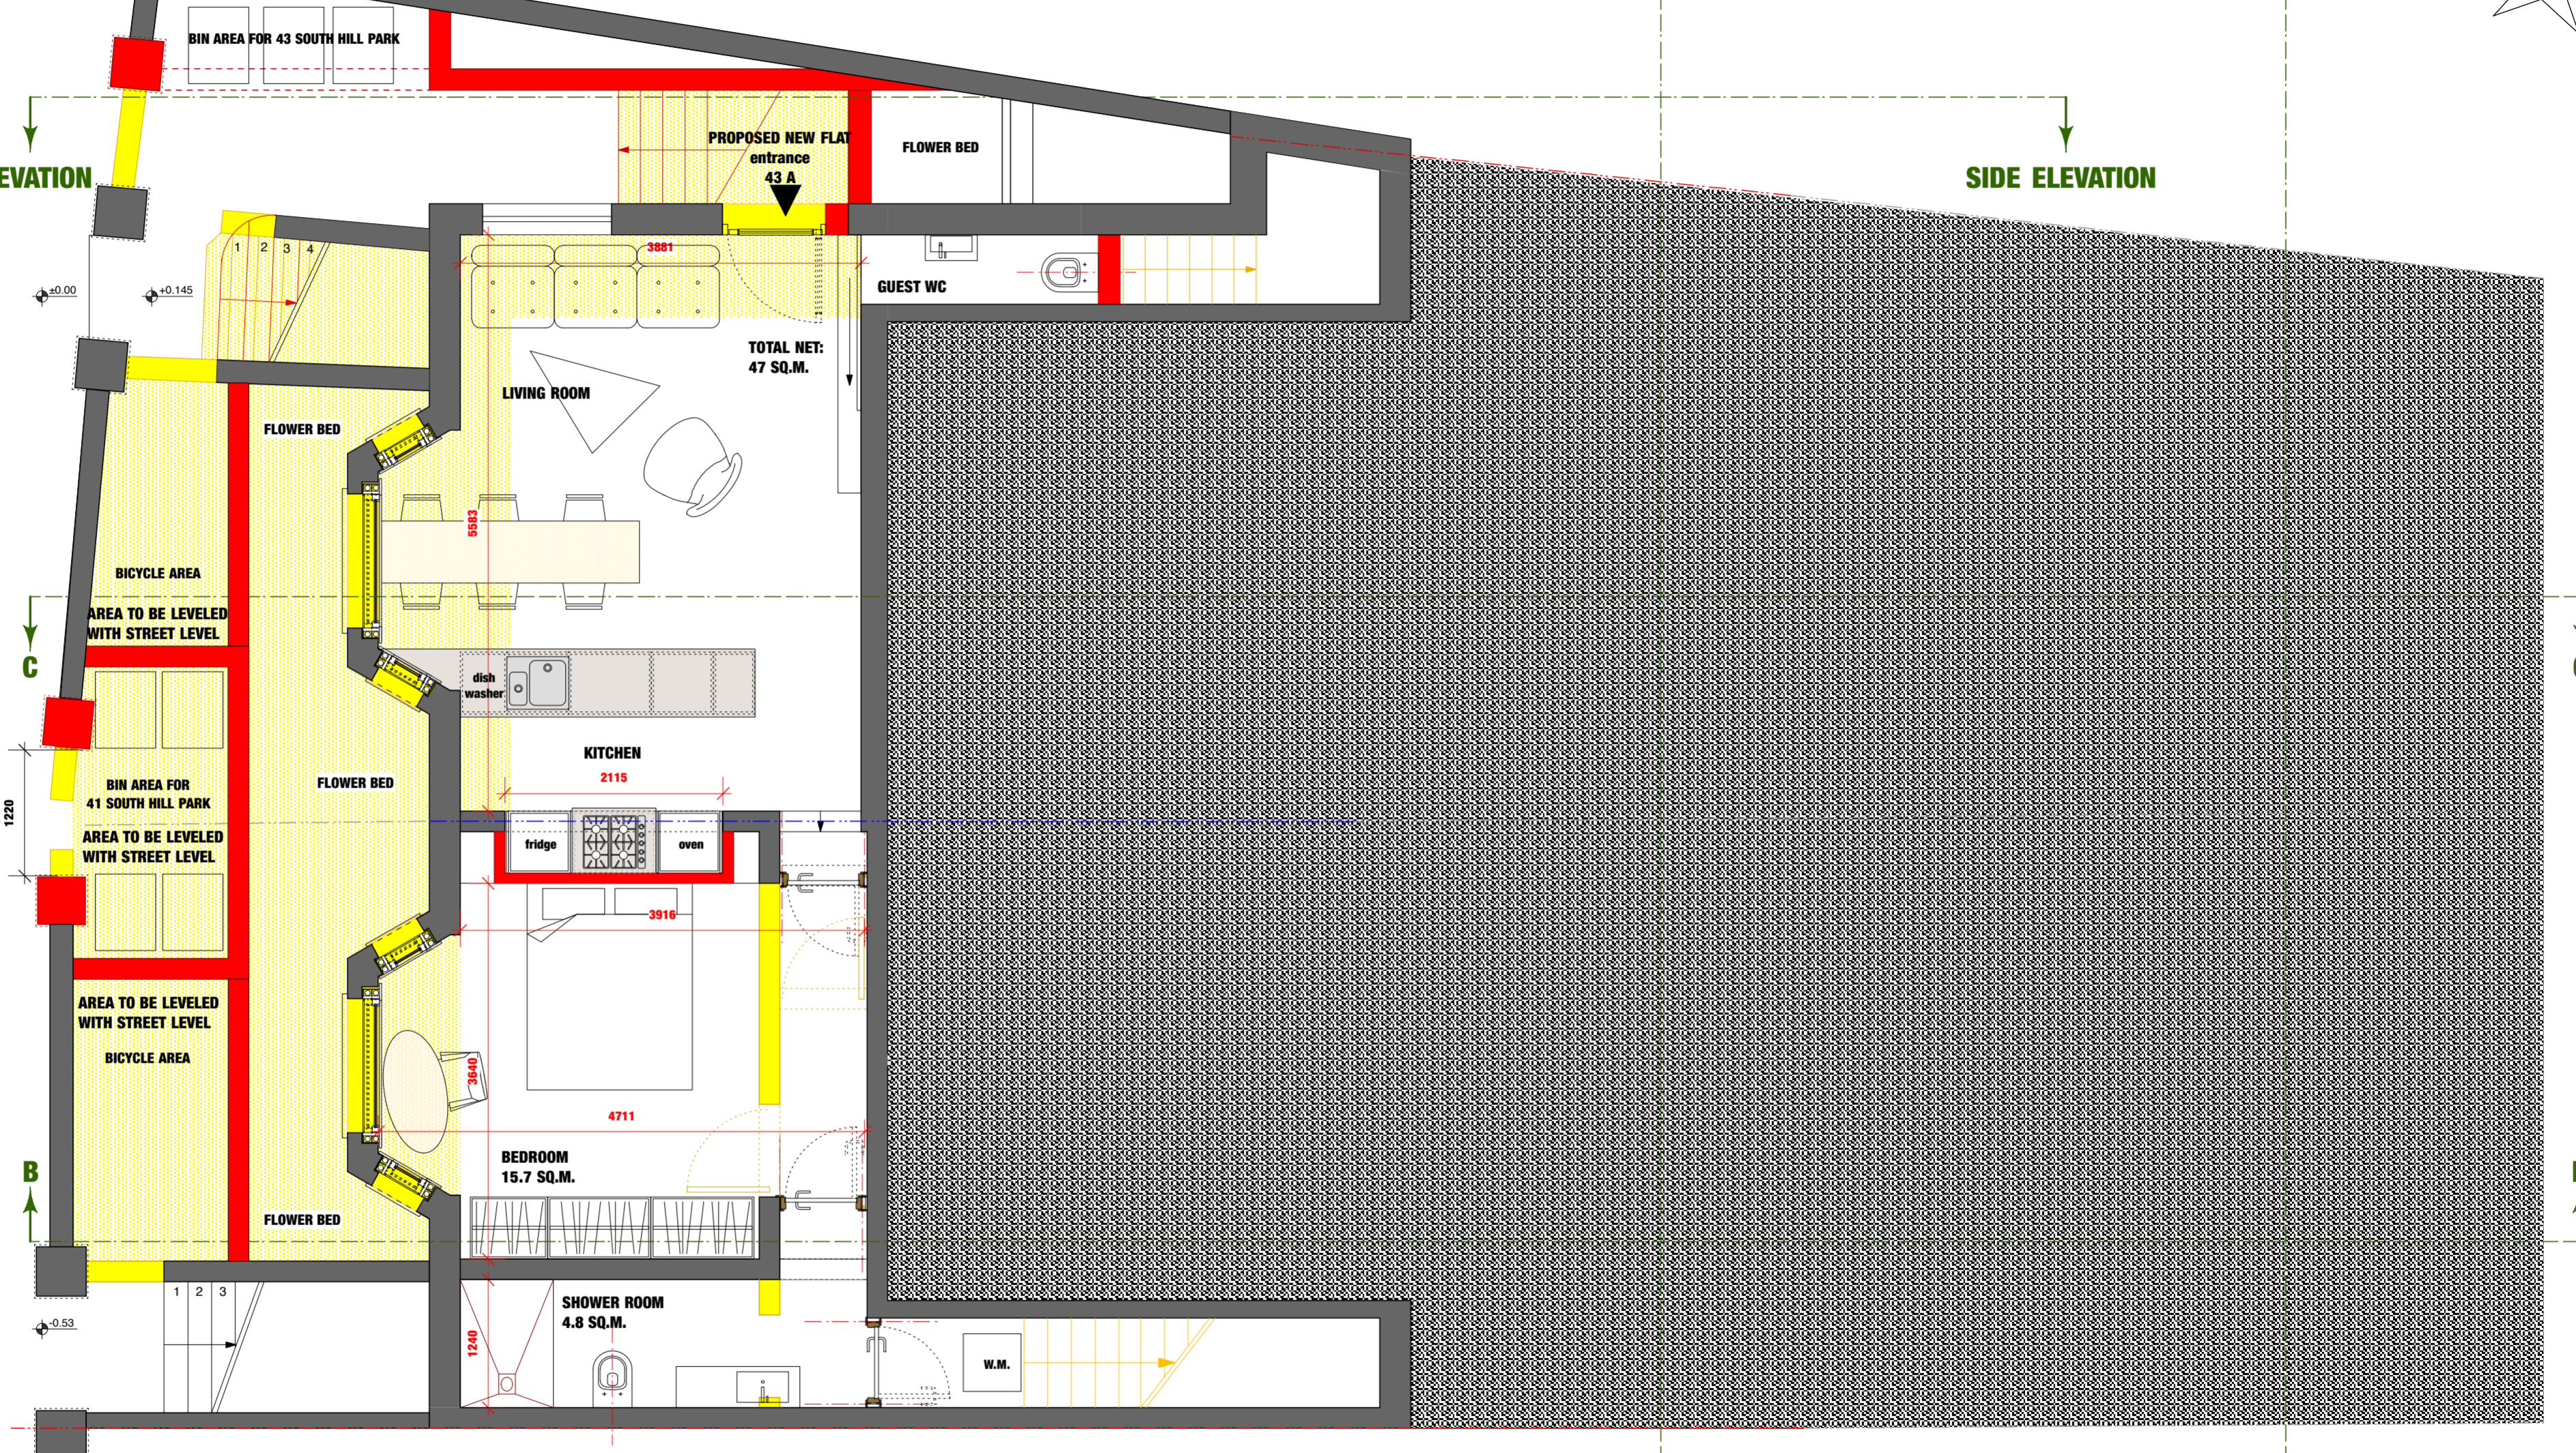 BIN AREA FOR 43 SOUTH HILL PARK
PROPOSED NEW FLAT
entrance
43 A
FLOWER BED
EVATION
SIDE ELEVATION
1 2 3 4
3881
±0.00
+0.145
GUEST WC
TOTAL NET:
47 SQ.M.
LIVING ROOM
FLOWER BED
5583
BICYCLE AREA
AREA TO BE LEVELED
WITH STREET LEVEL
C
dish
washer
KITCHEN
2115
FLOWER BED
BIN AREA FOR
41 SOUTH HILL PARK
1220
AREA TO BE LEVELED
WITH STREET LEVEL
fridge
oven
3916
AREA TO BE LEVELED
WITH STREET LEVEL
BICYCLE AREA
3640
4711
BEDROOM
15.7 SQ.M.
B
FLOWER BED
1 2 3
SHOWER ROOM
4.8 SQ.M.
-0.53
1240
W.M.